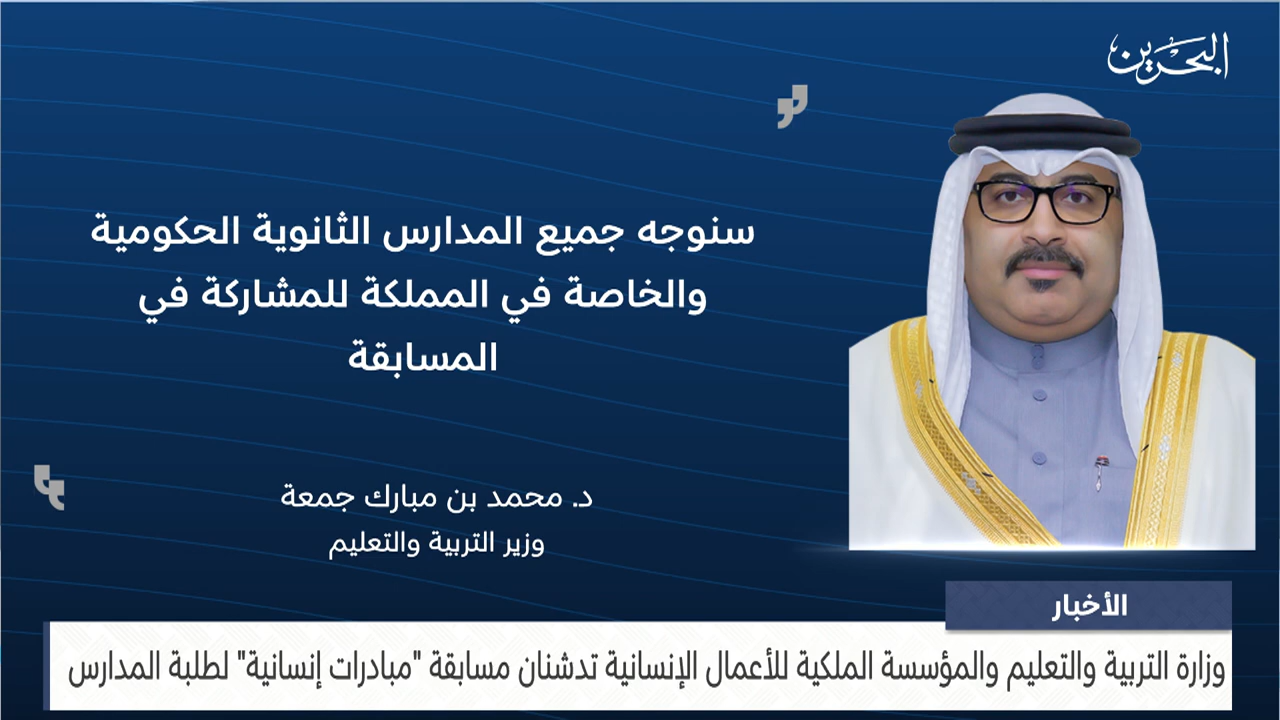 البحرين
سنوجه جميع المدارس الثانوية الحكومية
والخاصة في المملكة للمشاركة في
المسابقة
د. محمد بن مبارك جمعة
وزير التربية والتعليم
الأخبار
وزارة التربية والتعليم والمؤسسة الملكية للأعمال الإنسانية تدشنان مسابقة "مبادرات إنسانية" لطلبة المدارس